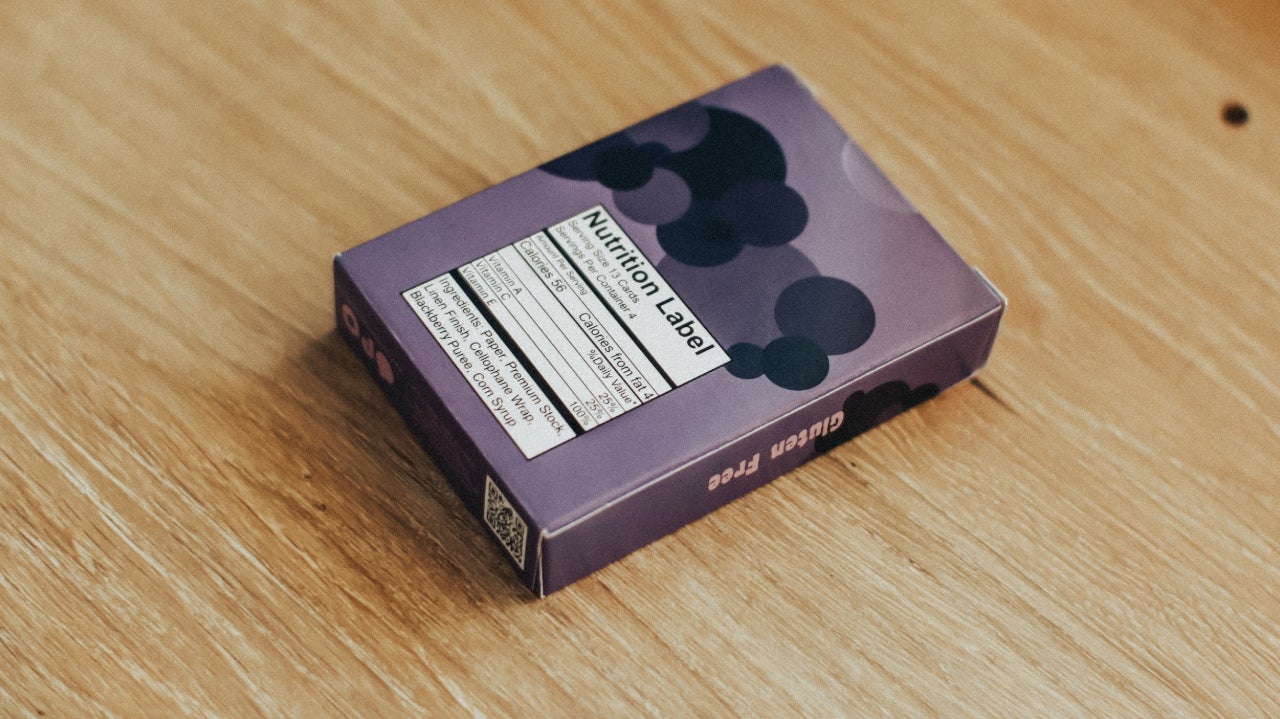 Nutrition Label
Serving Size 13 Cards
Servings Per Container 4
Amount Per Serving
Calories 56 Calories from fat 4
%Daily Value*
Vitamin A 25%
Vitamin C 25%
Vitamin E 100%
Ingredients: Paper, Premium Stock,
Linen Finish, Cellophane Wrap,
Blackberry Puree, Corn Syrup
Gluten Free